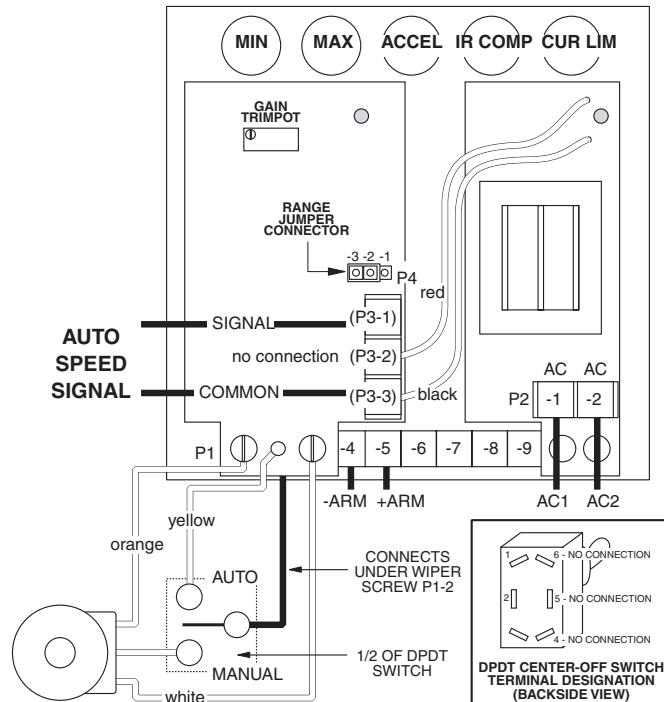 MIN MAX ACCEL IR COMP CUR LIM
GAIN
TRIMPOT
RANGE
JUMPER
CONNECTOR
-3 -2 -1
P4
red
AUTO
SPEED
SIGNAL
SIGNAL
(P3-1)
no connection
(P3-2)
COMMON
(P3-3)
black
AC AC
P2 -1 -2
P1
-4 -5 -6 -7 -8 -9
-ARM +ARM
AC1 AC2
orange
yellow
AUTO
MANUAL
white
CONNECTS
UNDER WIPER
SCREW P1-2
1/2 OF DPDT
SWITCH
1
6 - NO CONNECTION
2
5 - NO CONNECTION
4 - NO CONNECTION
DPDT CENTER-OFF SWITCH
TERMINAL DESIGNATION
(BACKSIDE VIEW)